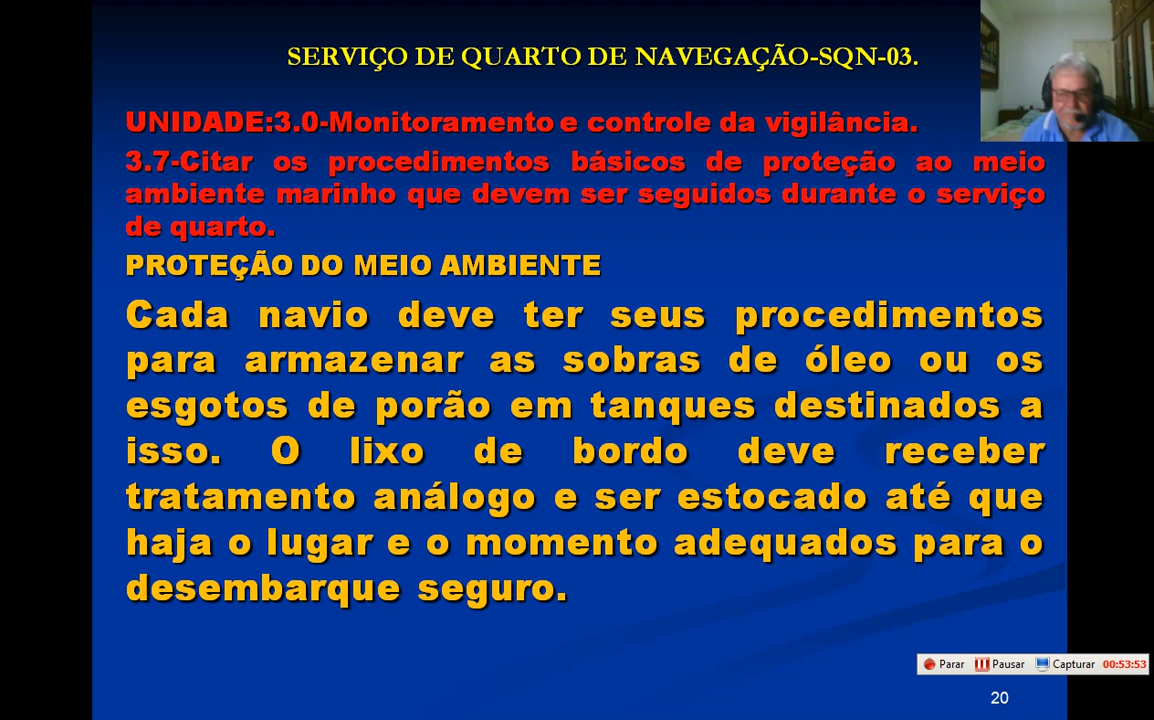 SERVIÇO DE QUARTO DE NAVEGAÇÃO-SQN-03.
UNIDADE:3.0-Monitoramento e controle da vigilância.
3.7-Citar os procedimentos básicos de proteção ao meio
ambiente marinho que devem ser seguidos durante o serviço
de quarto.
PROTEÇÃO DO MEIO AMBIENTE
Cada navio deve ter seus procedimentos
para armazenar as sobras de óleo ou os
esgotos de porão em tanques destinados a
isso. O lixo de bordo deve receber
tratamento análogo e ser estocado até que
haja o lugar e o momento adequados para o
desembarque seguro.
Parar Pausar Capturar 00:53:53
20